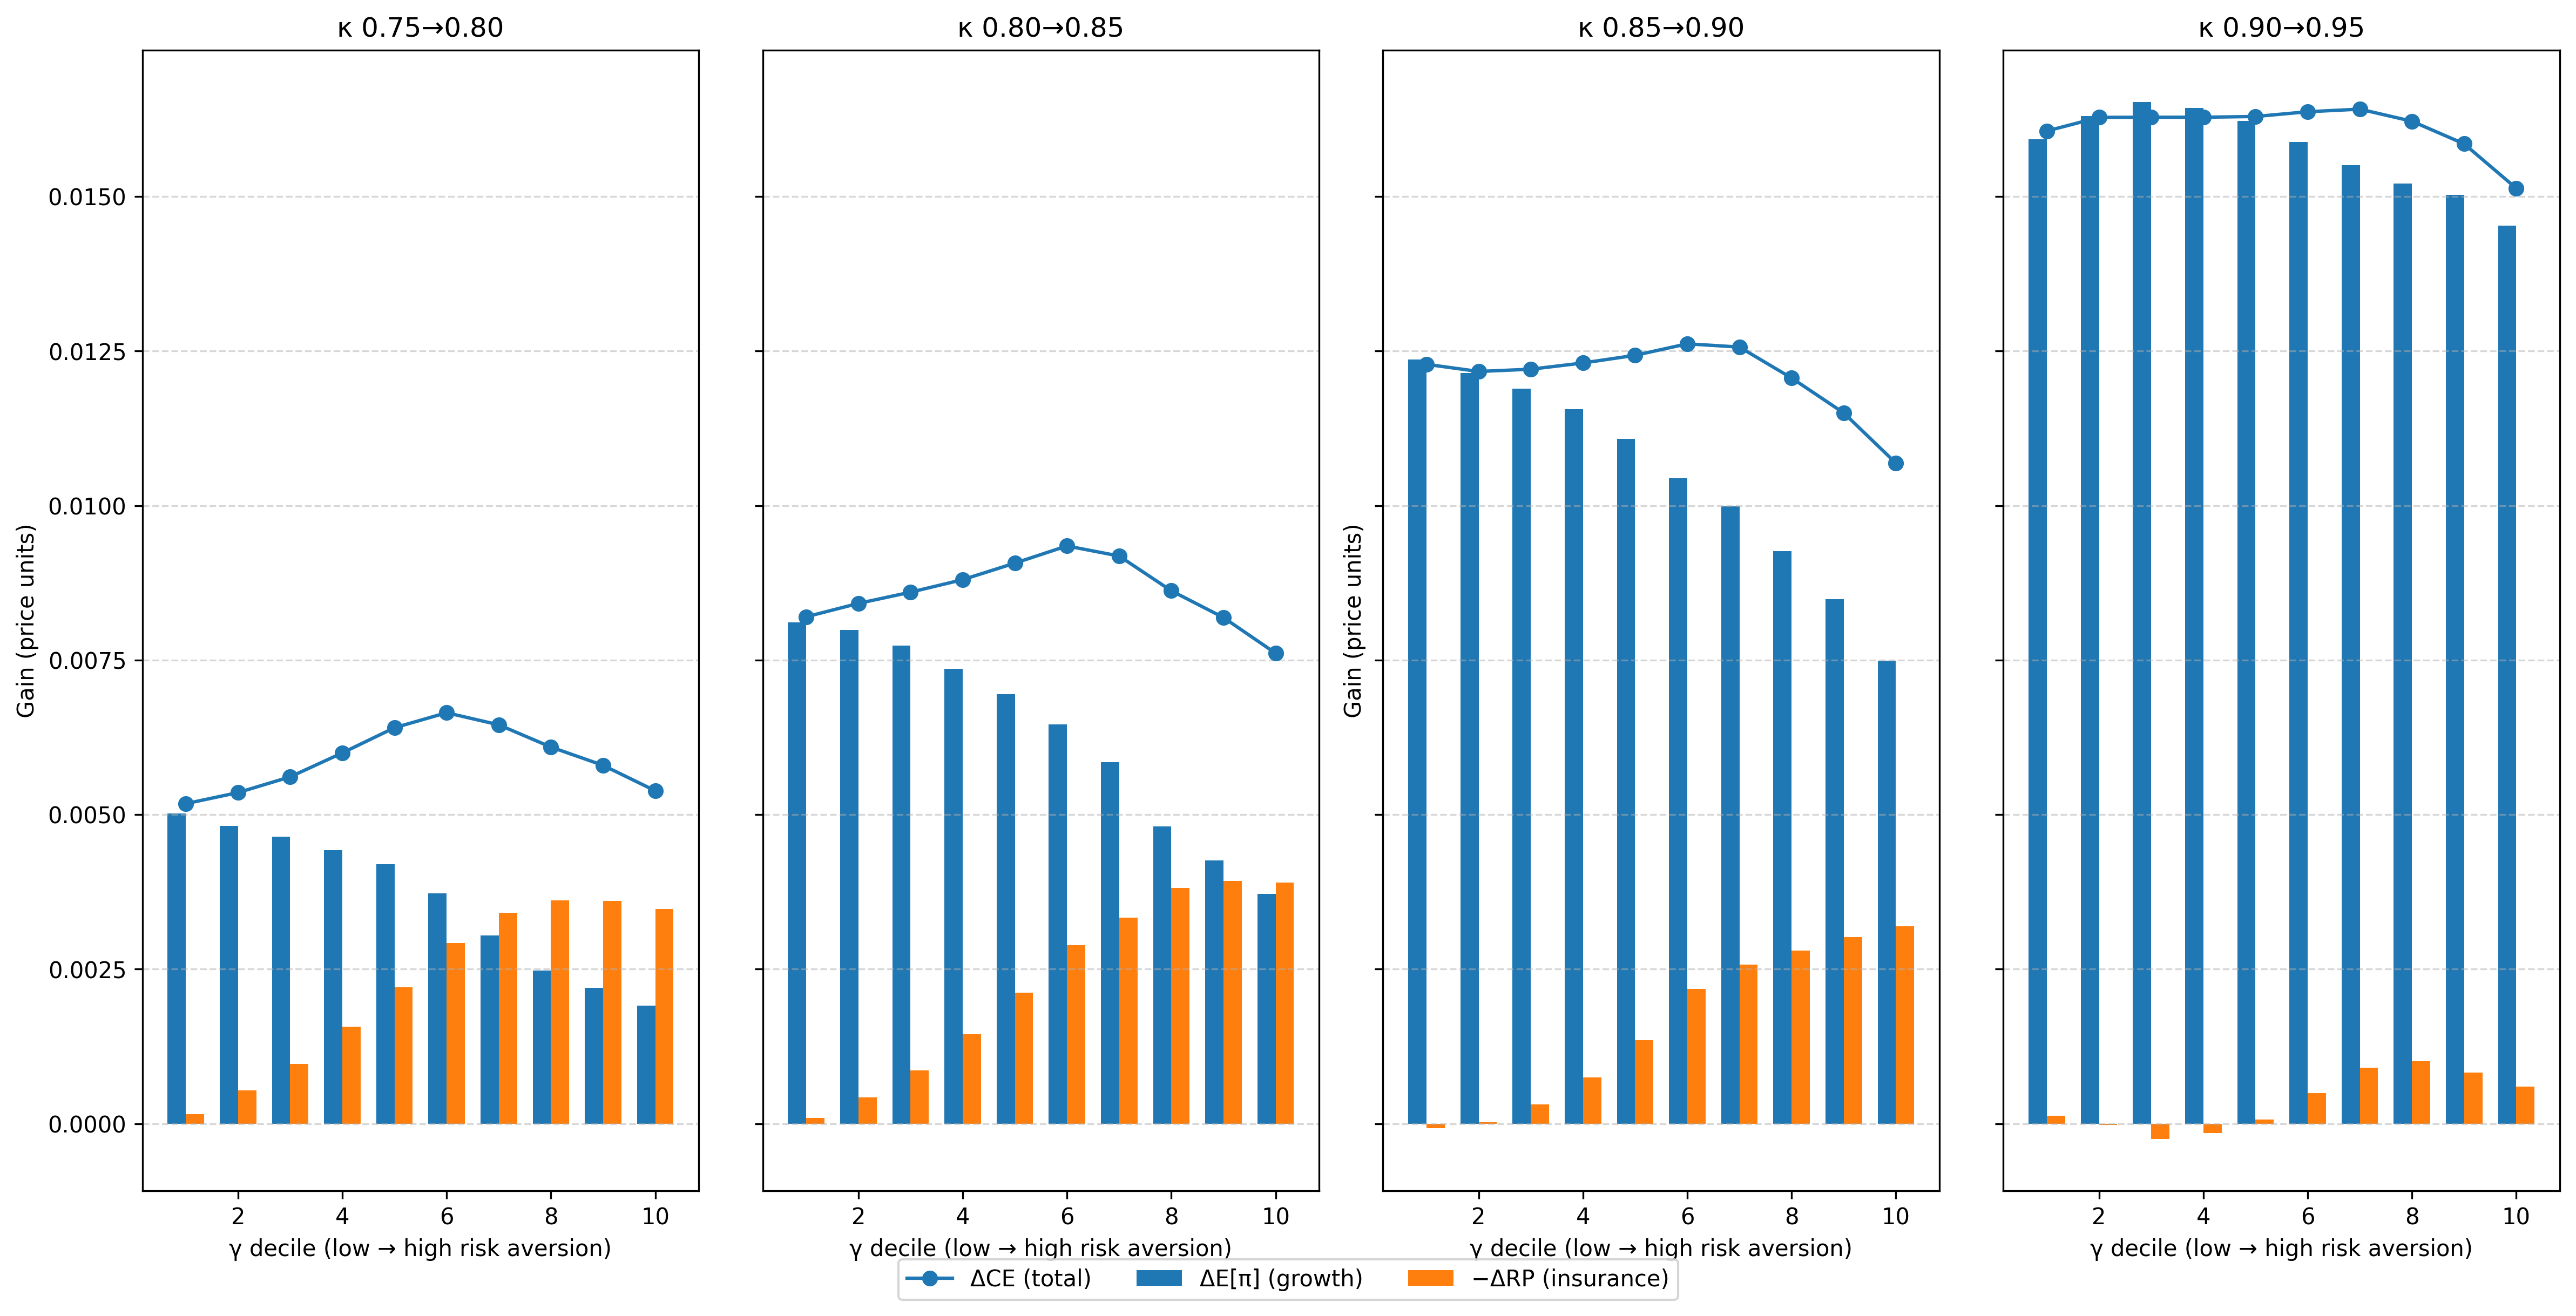 κ 0.75→0.80
κ 0.80→0.85
κ 0.85→0.90
κ 0.90→0.95
Gain (price units)
0.0150
0.0125
0.0100
0.0075
0.0050
0.0025
0.0000
Gain (price units)
2 4 6 8 10
2 4 6 8 10
2 4 6 8 10
2 4 6 8 10
γ decile (low → high risk aversion)
γ decile (low → high risk aversion)
γ decile (low → high risk aversion)
γ decile (low → high risk aversion)
ΔCE (total) ΔE[π] (growth) −ΔRP (insurance)